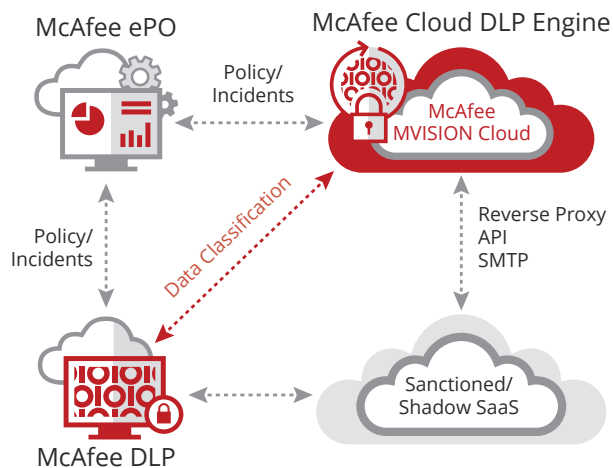 McAfee ePO
McAfee Cloud DLP Engine
Policy/
Incidents
McAfee
MVISION Cloud
Data Classification
Policy/
Incidents
Reverse Proxy
API
SMTP
Sanctioned/
Shadow SaaS
McAfee DLP